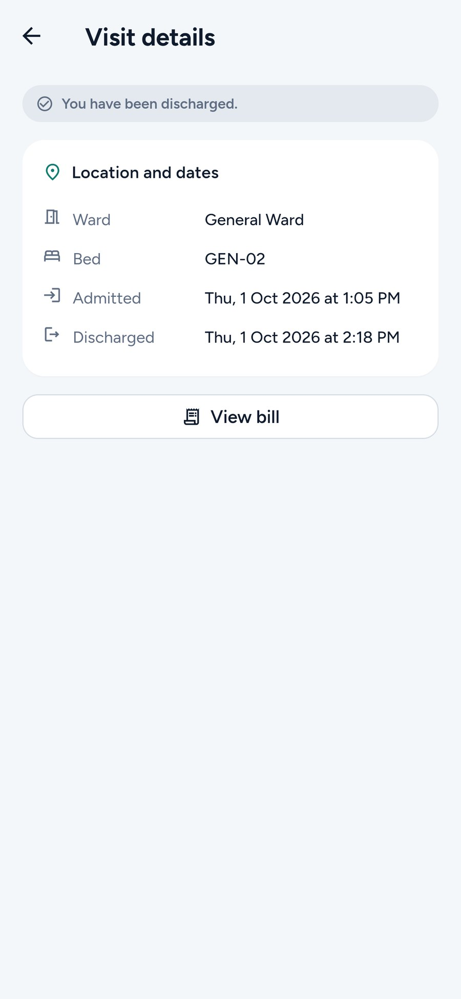 Visit details
You have been discharged.
Location and dates
Ward General Ward
Bed GEN-02
Admitted Thu, 1 Oct 2026 at 1:05 PM
Discharged Thu, 1 Oct 2026 at 2:18 PM
View bill